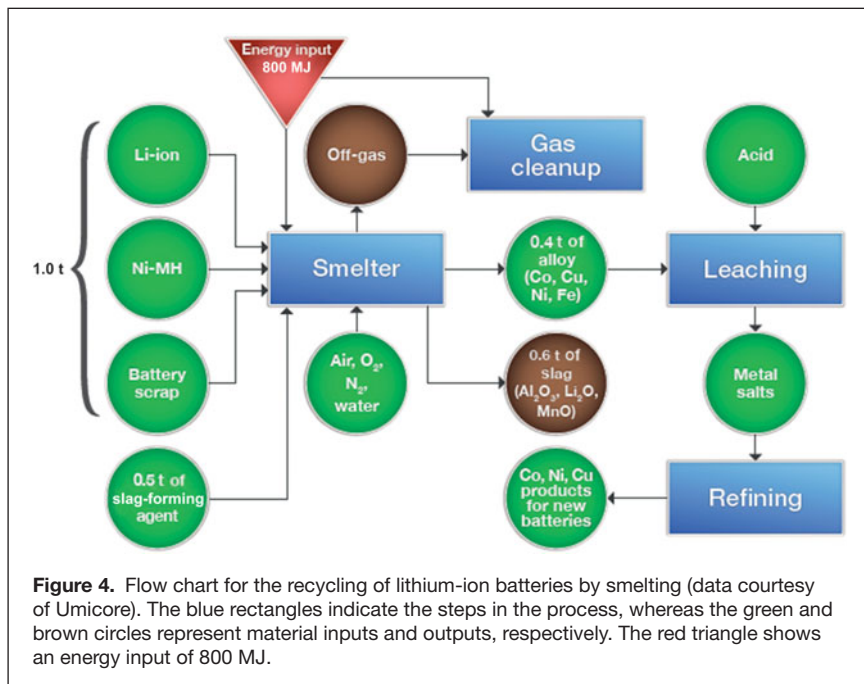 Energy input
800 MJ
Li-ion
Off-gas
Gas
cleanup
Acid
1.0 t
Ni-MH
Smelter
0.4 t of
alloy
(Co, Cu,
Ni, Fe)
Leaching
Battery
scrap
Air, O₂,
N₂,
water
0.6 t of
slag
(Al₂O₃, Li₂O,
MnO)
Metal
salts
0.5 t of
slag-forming
agent
Co, Ni, Cu
products
for new
batteries
Refining
Figure 4. Flow chart for the recycling of lithium-ion batteries by smelting (data courtesy
of Umicore). The blue rectangles indicate the steps in the process, whereas the green and
brown circles represent material inputs and outputs, respectively. The red triangle shows
an energy input of 800 MJ.